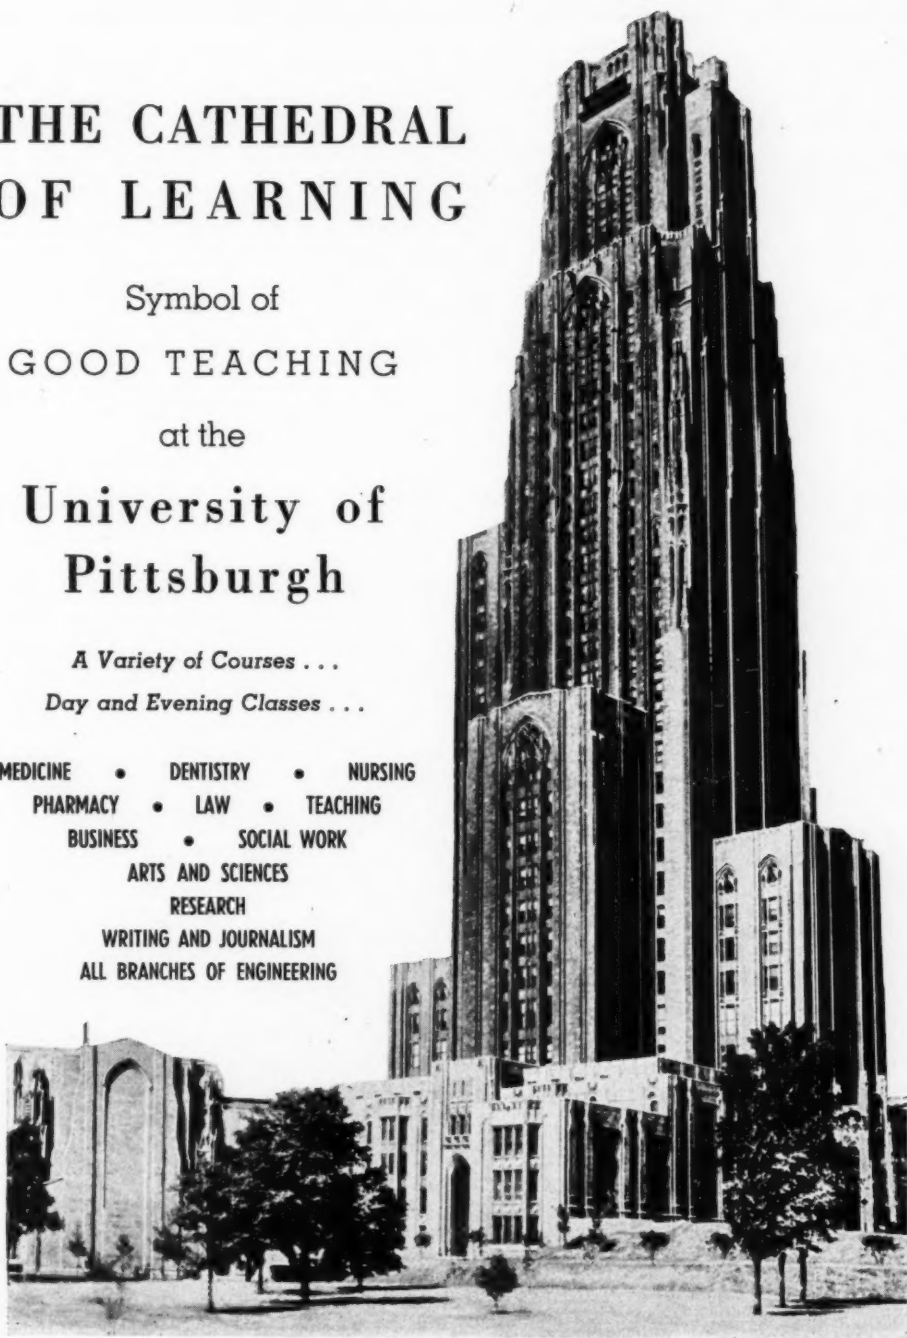 THE CATHEDRAL
OF LEARNING
Symbol of
GOOD TEACHING
at the
University of
Pittsburgh
A Variety of Courses . . .
Day and Evening Classes . . .
MEDICINE • DENTISTRY • NURSING
PHARMACY • LAW • TEACHING
BUSINESS • SOCIAL WORK
ARTS AND SCIENCES
RESEARCH
WRITING AND JOURNALISM
ALL BRANCHES OF ENGINEERING